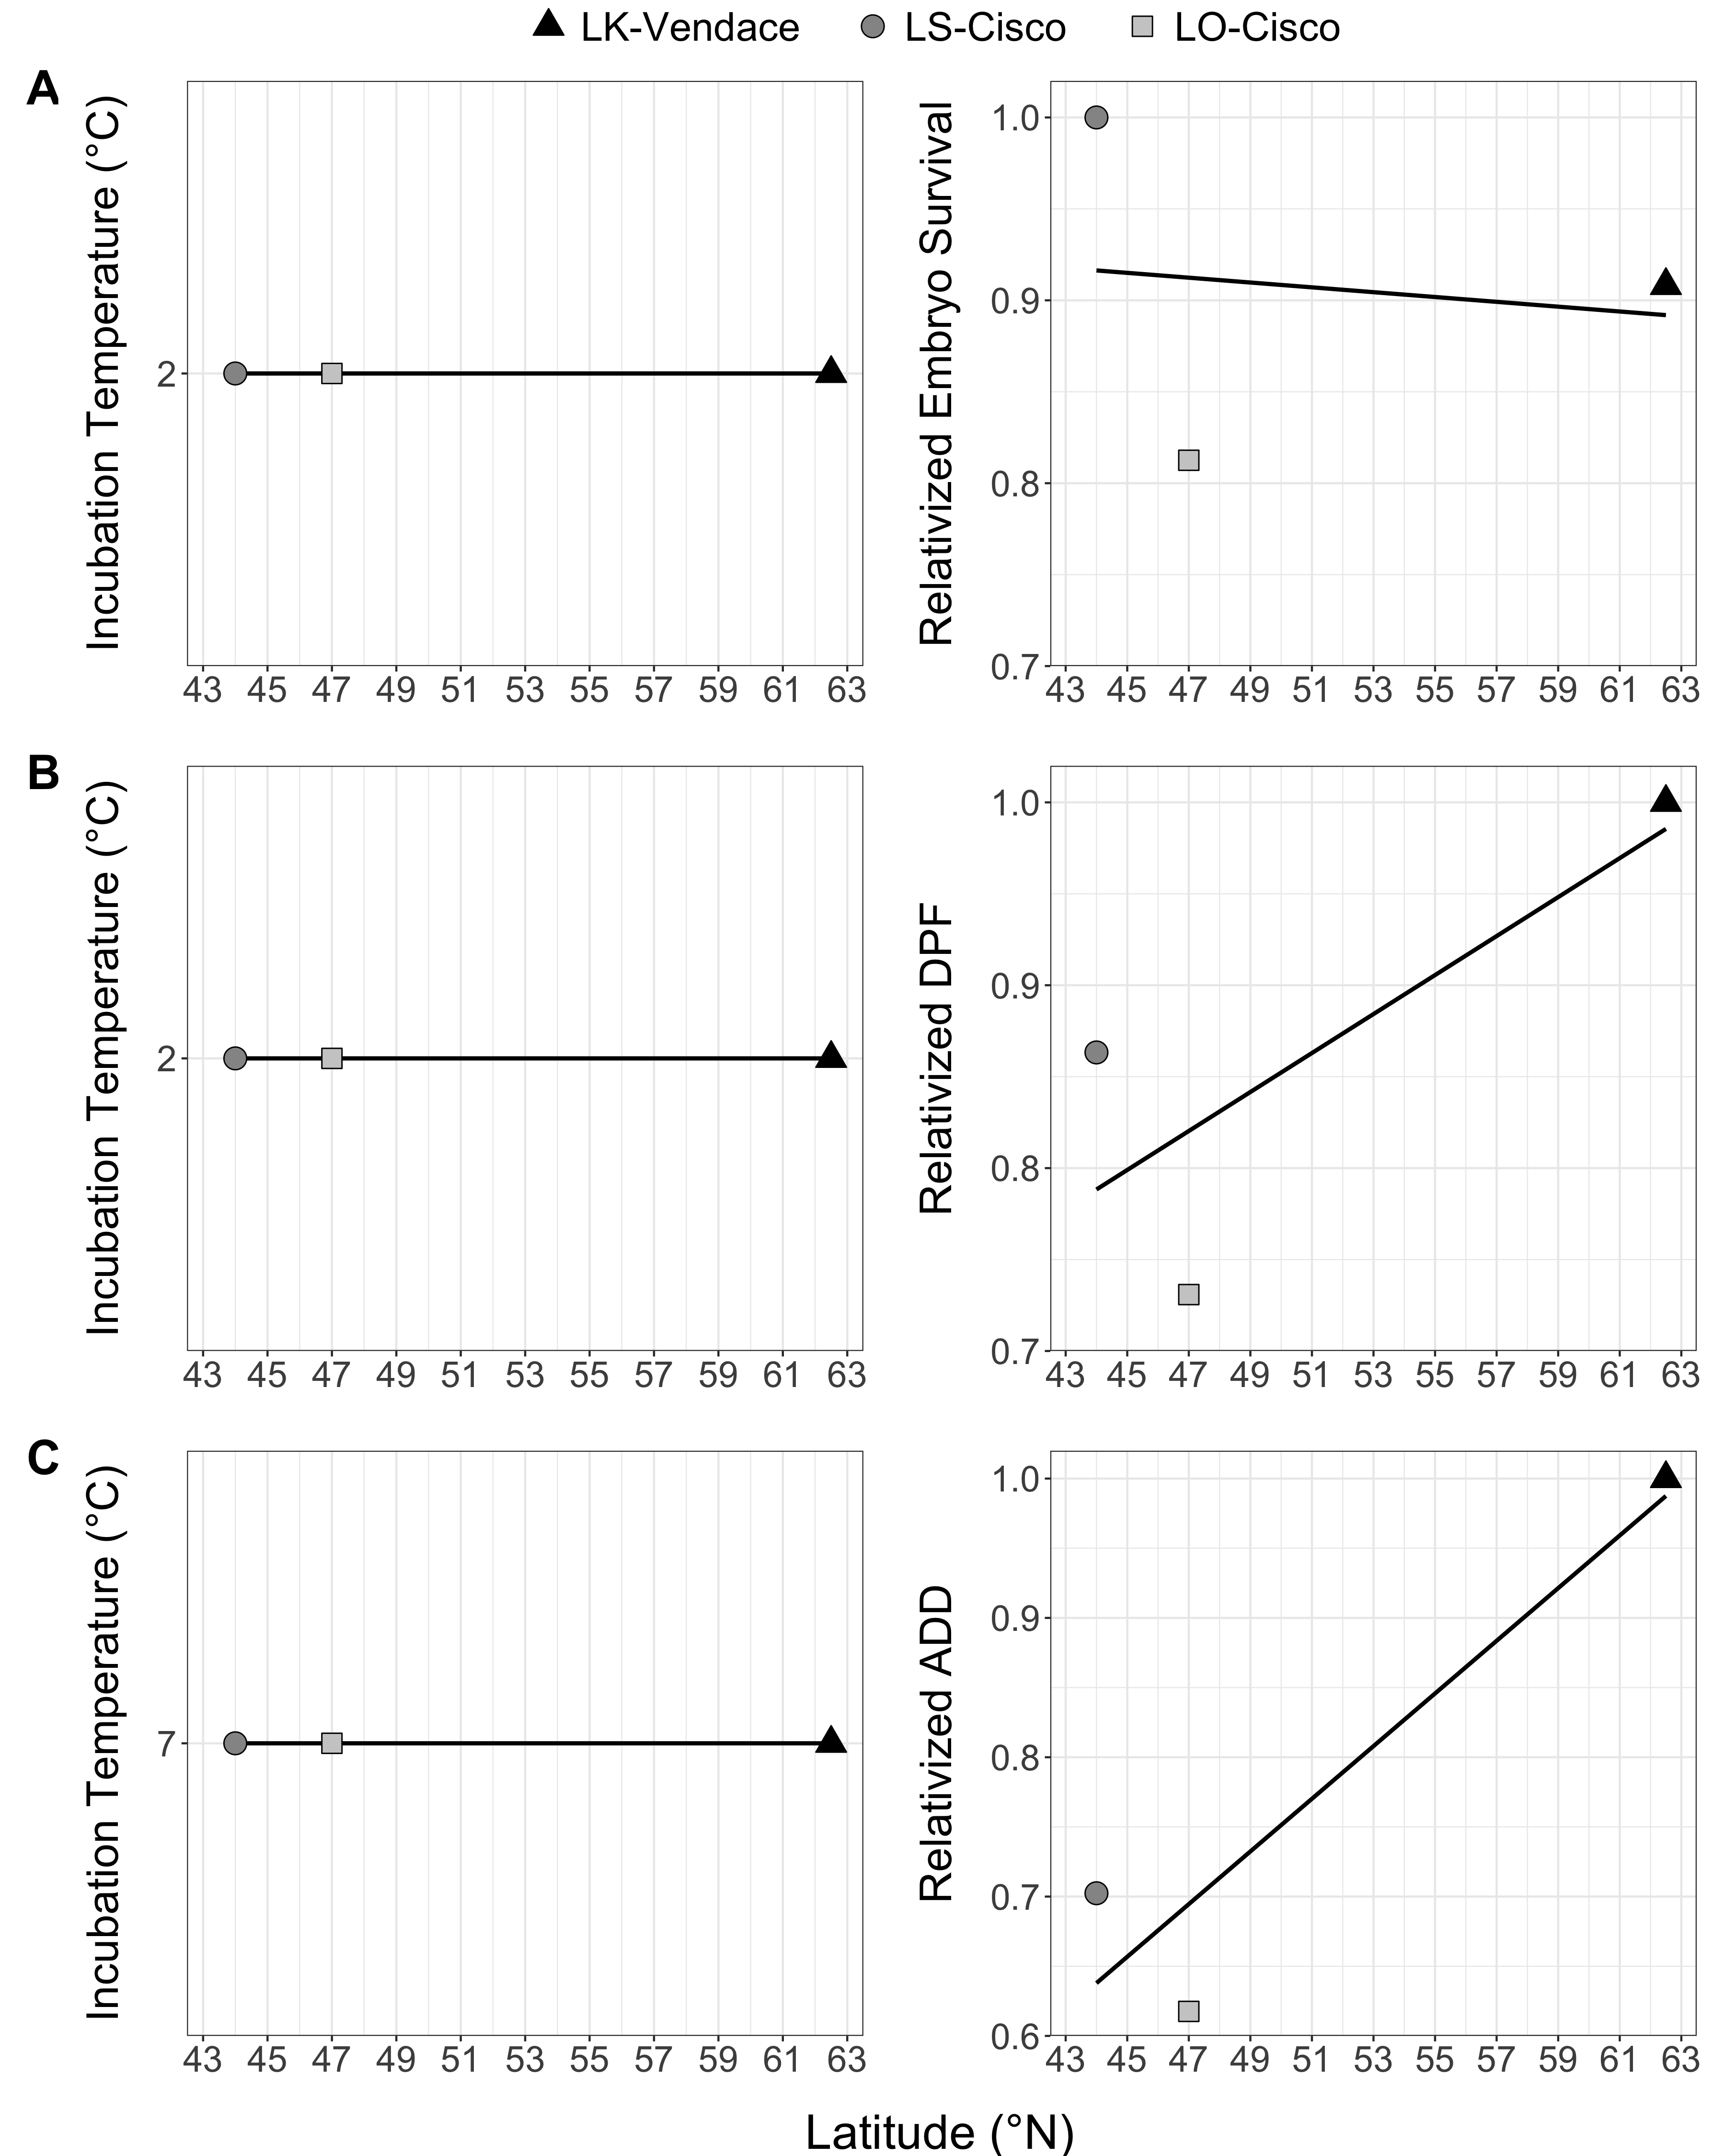 LK-Vendace LS-Cisco LO-Cisco
A
Incubation Temperature (°C)
2
43 45 47 49 51 53 55 57 59 61 63
Relativized Embryo Survival
1.0
0.9
0.8
0.7
43 45 47 49 51 53 55 57 59 61 63
B
Incubation Temperature (°C)
2
43 45 47 49 51 53 55 57 59 61 63
Relativized DPF
1.0
0.9
0.8
0.7
43 45 47 49 51 53 55 57 59 61 63
C
Incubation Temperature (°C)
7
43 45 47 49 51 53 55 57 59 61 63
Relativized ADD
1.0
0.9
0.8
0.7
0.6
43 45 47 49 51 53 55 57 59 61 63
Latitude (°N)